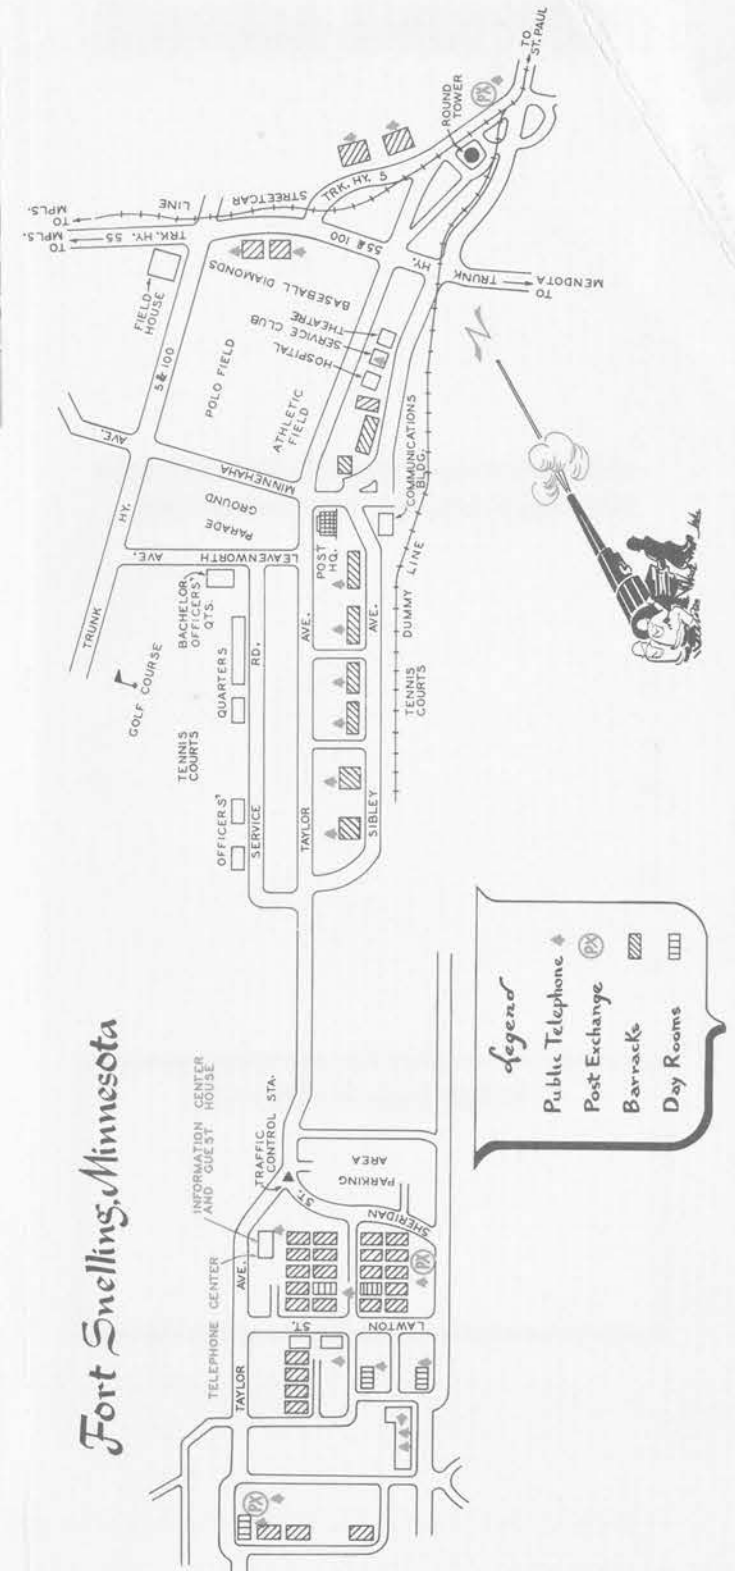 Fort Snelling, Minnesota
TO
ST. PAUL
PX
ROUND
TOWER
TRK. HY. 5
STREETCAR
LINE
TO
MPLS.
TRK. HY. 55
TO
MPLS.
55 & 100
HY.
TRUNK
TO
MENDOTA
FIELD
HOUSE
5 & 100
BASEBALL DIAMONDS
POLO FIELD
ATHLETIC
FIELD
THEATRE
SERVICE CLUB
HOSPITAL
COMMUNICATIONS
BLDG.
MINNEHAHA
AVE.
PARADE
GROUND
LEAVENWORTH
AVE.
TRUNK
HY.
POST
HQ.
DUMMY LINE
BACHELOR
OFFICERS'
QTS.
GOLF COURSE
TENNIS
COURTS
OFFICERS'
QUARTERS
SERVICE
RD.
TAYLOR
AVE.
SIBLEY
AVE.
TENNIS
COURTS
INFORMATION CENTER
AND GUEST HOUSE
TRAFFIC
CONTROL STA.
TELEPHONE CENTER
PARKING
AREA
SHERIDAN
ST.
TAYLOR
AVE.
LAWTON
ST.
PX
PX
Legend
Public Telephone
Post Exchange PX
Barracks
Day Rooms